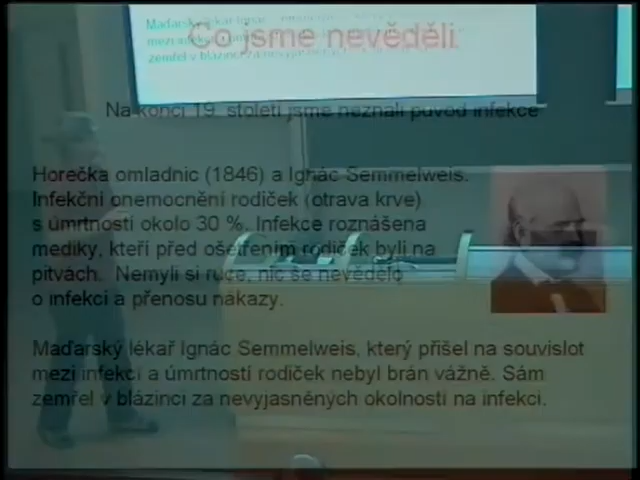 Co jsme nevěděli
Na konci 19. století jsme neznali původ infekce
Horečka omladnic (1846) a Ignác Semmelweis.
Infekční onemocnění rodiček (otrava krve)
s úmrtností okolo 30 %. Infekce roznášena
mediky, kteří před ošetřením rodiček byli na
pitvách. Nemyli si ruce, nic se nevědělo
o infekci a přenosu nákazy.
Maďarský lékař Ignác Semmelweis, který přišel na souvislot
mezi infekcí a úmrtností rodiček nebyl brán vážně. Sám
zemřel v blázinci za nevyjasněných okolností na infekci.